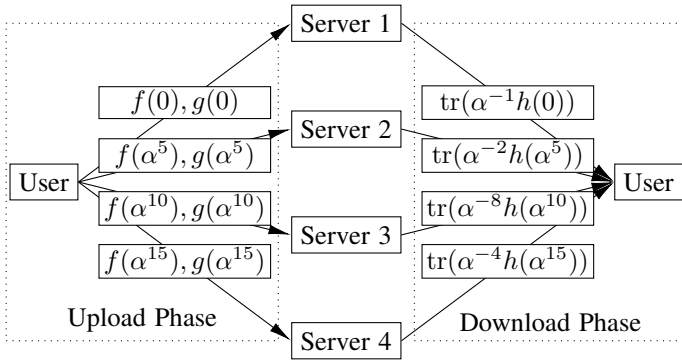 Server 1
f(0), g(0)
tr(α⁻¹h(0))
Server 2
f(α⁵), g(α⁵)
tr(α⁻²h(α⁵))
User
User
f(α¹⁰), g(α¹⁰)
tr(α⁻⁸h(α¹⁰))
Server 3
f(α¹⁵), g(α¹⁵)
tr(α⁻⁴h(α¹⁵))
Upload Phase
Download Phase
Server 4